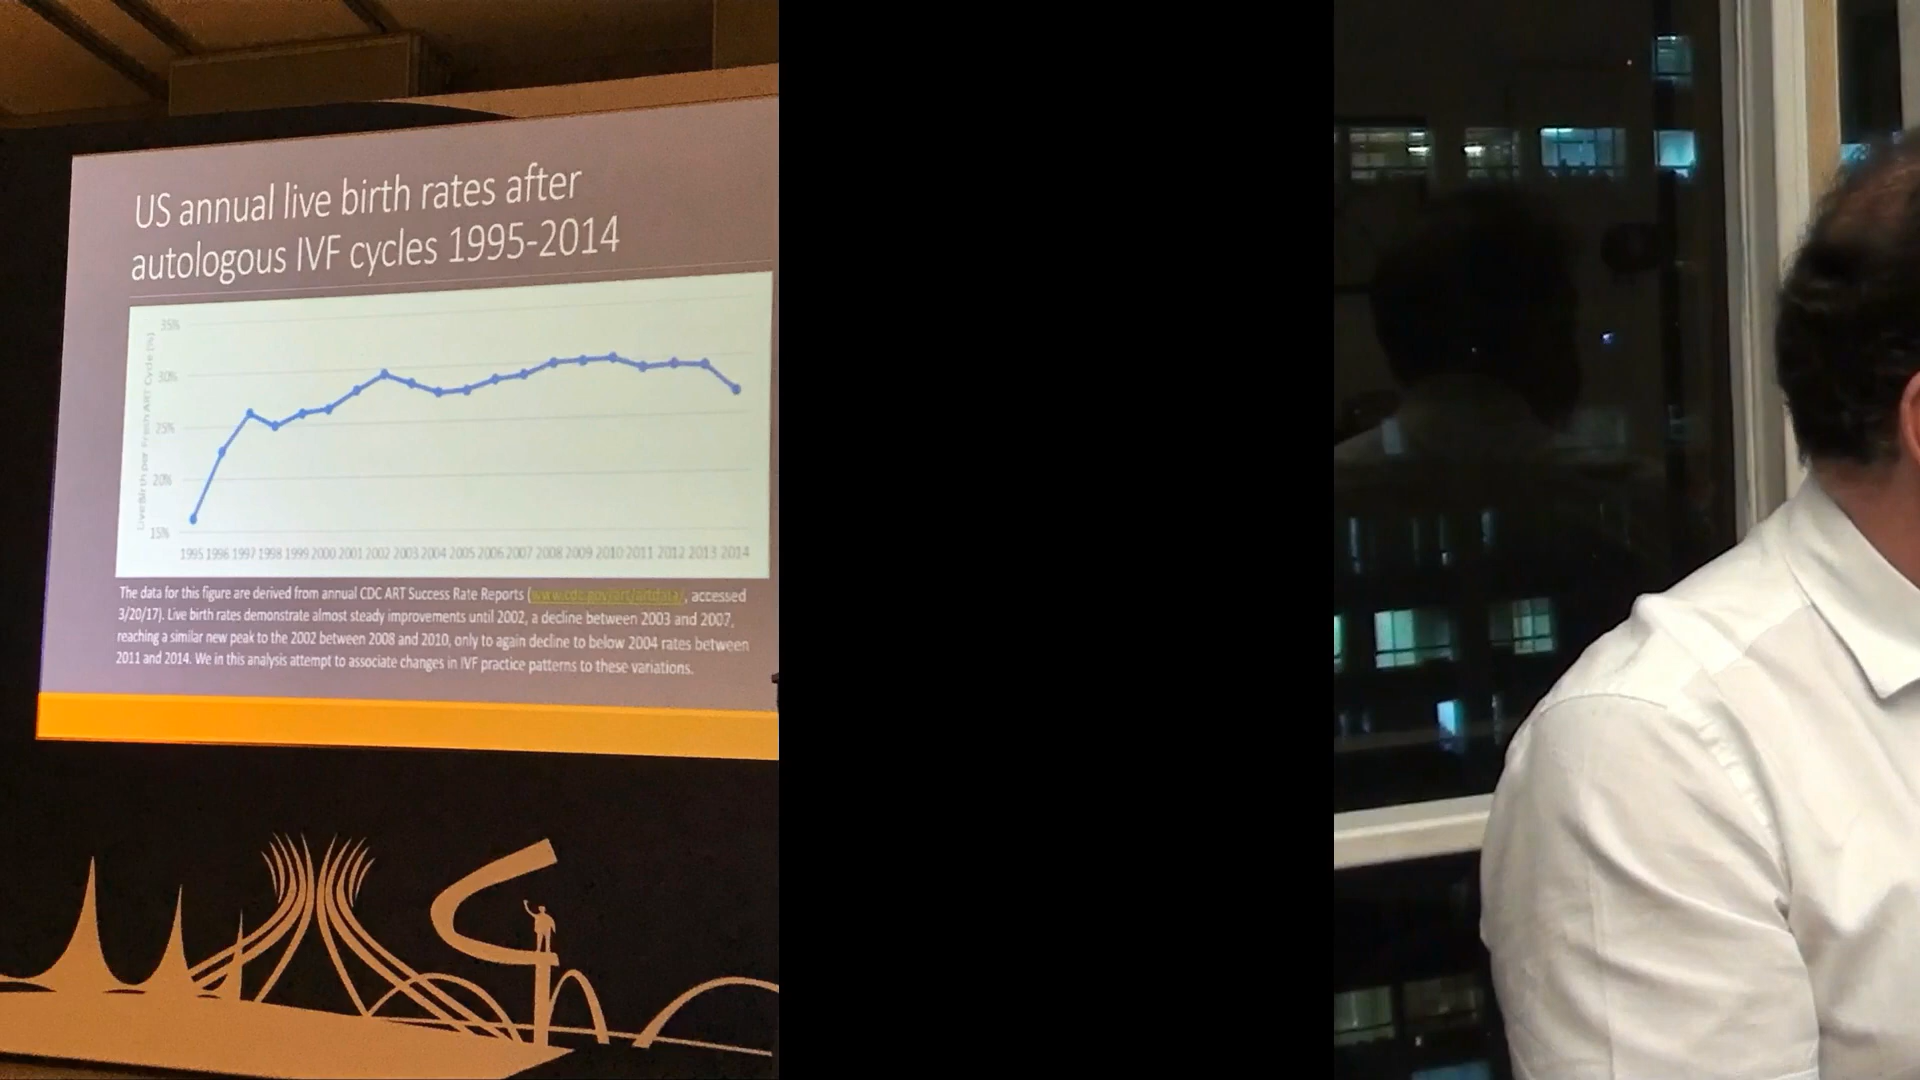 US annual live birth rates after
autologous IVF cycles 1995-2014
LiveBirth per Fresh ART Cycle (%)
35%
30%
25%
20%
15%
1995 1996 1997 1998 1999 2000 2001 2002 2003 2004 2005 2006 2007 2008 2009 2010 2011 2012 2013 2014
The data for this figure are derived from annual CDC ART Success Rate Reports (www.cdc.gov/art/artdata/, accessed
3/20/17). Live birth rates demonstrate almost steady improvements until 2002, a decline between 2003 and 2007,
reaching a similar new peak to the 2002 between 2008 and 2010, only to again decline to below 2004 rates between
2011 and 2014. We in this analysis attempt to associate changes in IVF practice patterns to these variations.